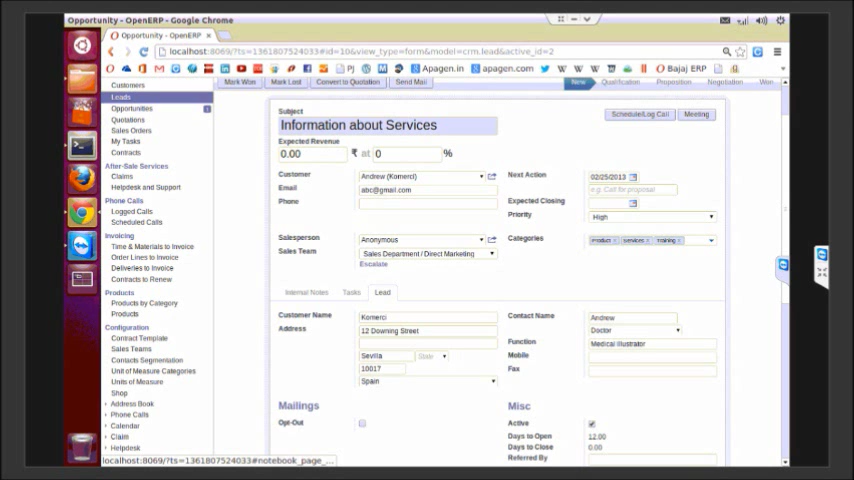 Opportunity - OpenERP - Google Chrome
Opportunity - OpenERP ×
localhost:8069/?ts=1361807524033#id=10&view_type=form&model=crm.lead&active_id=2
PJ Apagen.in apagen.com Bajaj ERP
Customers
Leads
Opportunities
Quotations
Sales Orders
My Tasks
Contracts
After-Sale Services
Claims
Helpdesk and Support
Phone Calls
Logged Calls
Scheduled Calls
Invoicing
Time & Materials to Invoice
Order Lines to Invoice
Deliveries to Invoice
Contracts to Renew
Products
Products by Category
Products
Configuration
Contract Template
Sales Teams
Contacts Segmentation
Unit of Measure Categories
Units of Measure
Shop
Address Book
Phone Calls
Calendar
Claim
Helpdesk
localhost:8069/?ts=1361807524033#notebook_page_...
Mark Won Mark Lost Convert to Quotation Send Mail
New Qualification Proposition Negotiation Won
Subject
Information about Services
Schedule/Log Call Meeting
Expected Revenue
0.00 ₹ at 0 %
Customer Andrew (Komerci)
Email abc@gmail.com
Phone
Next Action 02/25/2013
e.g. Call for proposal
Expected Closing
Priority High
Salesperson Anonymous
Sales Team Sales Department / Direct Marketing
Escalate
Categories Product Services Training
Internal Notes Tasks Lead
Customer Name Komerci
Address 12 Downing Street
Sevilla State
10017
Spain
Contact Name Andrew
Doctor
Function Medical Illustrator
Mobile
Fax
Mailings
Opt-Out
Misc
Active
Days to Open 12.00
Days to Close 0.00
Referred By